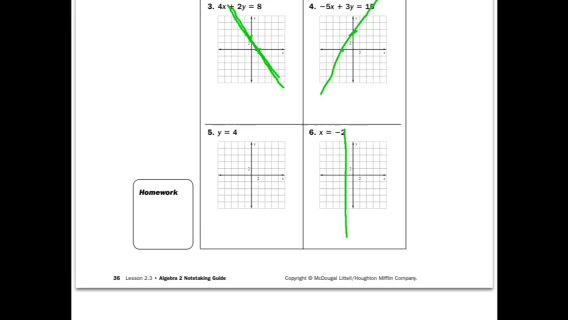 3. 4x + 2y = 8
4. −5x + 3y = 15
5. y = 4
6. x = −2
Homework
36 Lesson 2.3 • Algebra 2 Notetaking Guide
Copyright © McDougal Littell/Houghton Mifflin Company.